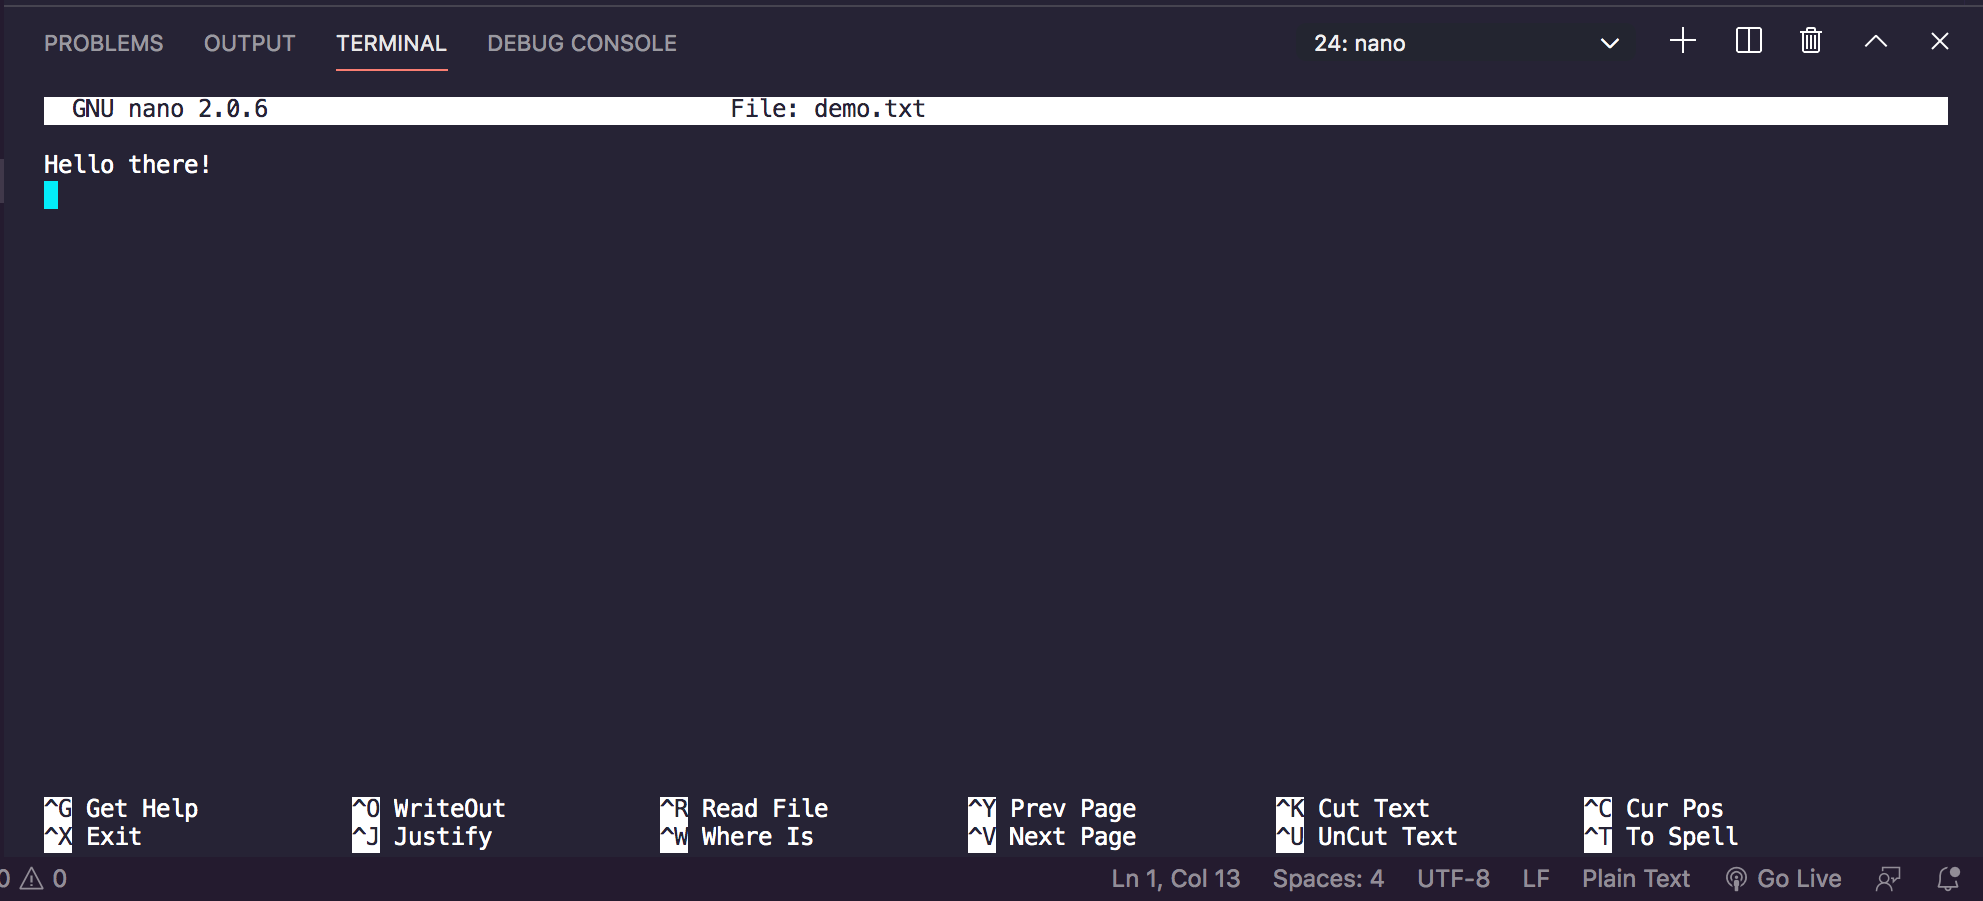 PROBLEMS OUTPUT TERMINAL DEBUG CONSOLE 24: nano
GNU nano 2.0.6 File: demo.txt
Hello there!
^G Get Help ^O WriteOut ^R Read File ^Y Prev Page ^K Cut Text ^C Cur Pos
^X Exit ^J Justify ^W Where Is ^V Next Page ^U UnCut Text ^T To Spell
0 0 Ln 1, Col 13 Spaces: 4 UTF-8 LF Plain Text Go Live